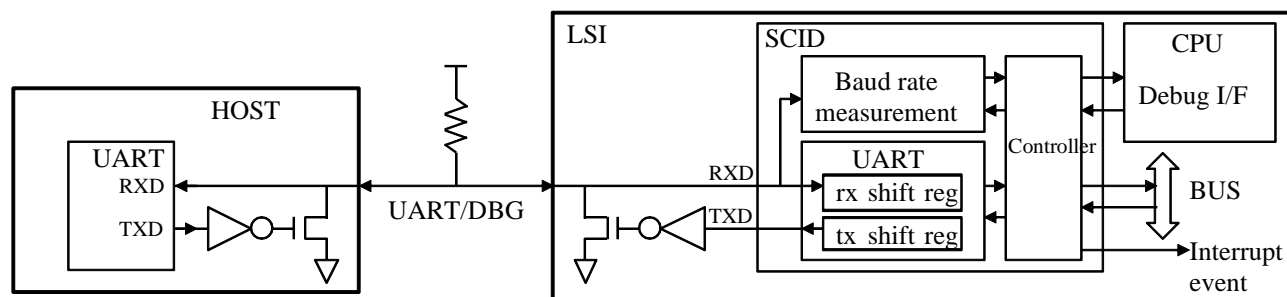 LSI
SCID
CPU
Debug I/F
Baud rate
measurement
HOST
UART
RXD
TXD
UART/DBG
RXD
TXD
UART
rx shift reg
tx shift reg
Controller
BUS
Interrupt
event